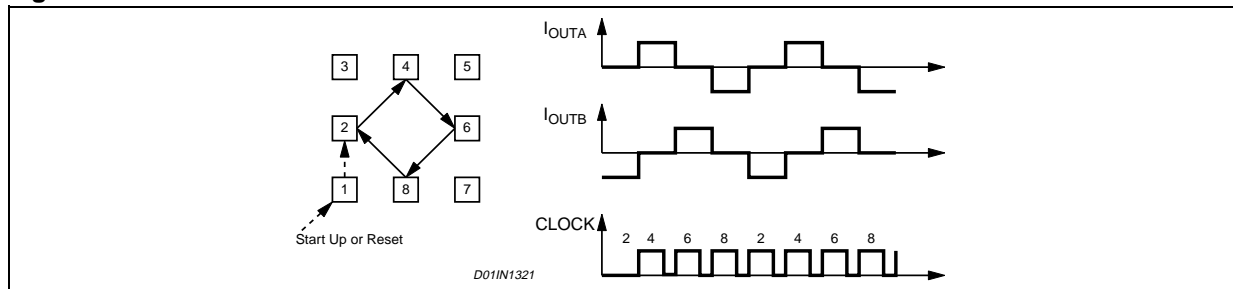 3 4 5
2 6
1 8 7
Start Up or Reset
D01IN1321
IOUTA
IOUTB
CLOCK
2 4 6 8 2 4 6 8